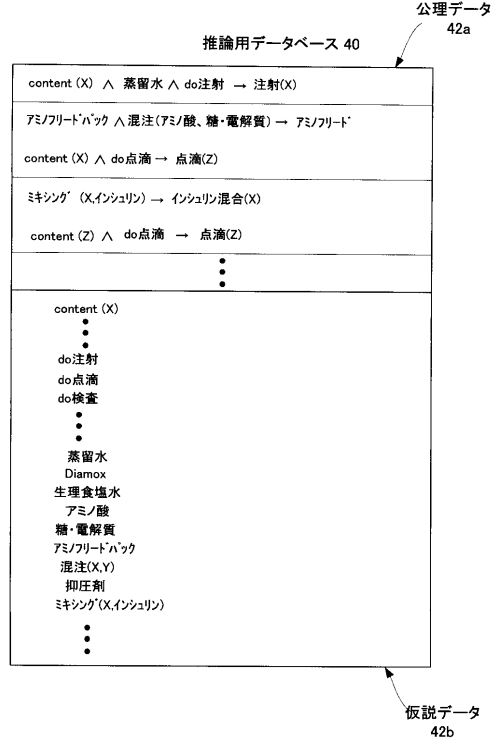 公理データ
42a
推論用データベース 40
content (X) ∧ 蒸留水 ∧ do注射 → 注射(X)
ｱﾐﾉﾌﾘｰﾄﾞﾊﾞｯｸ ∧混注(アミノ酸、糖・電解質) → ｱﾐﾉﾌﾘｰﾄﾞ
content (X) ∧ do点滴 → 点滴(Z)
ﾐｷｼﾝｸﾞ (X,ｲﾝｼｭﾘﾝ) → ｲﾝｼｭﾘﾝ混合(X)
content (Z) ∧ do点滴 → 点滴(Z)
content (X)
do注射
do点滴
do検査
蒸留水
Diamox
生理食塩水
アミノ酸
糖・電解質
ｱﾐﾉﾌﾘｰﾄﾞﾊﾞｯｸ
混注(X,Y)
抑圧剤
ﾐｷｼﾝｸﾞ(X,ｲﾝｼｭﾘﾝ)
仮説データ
42b